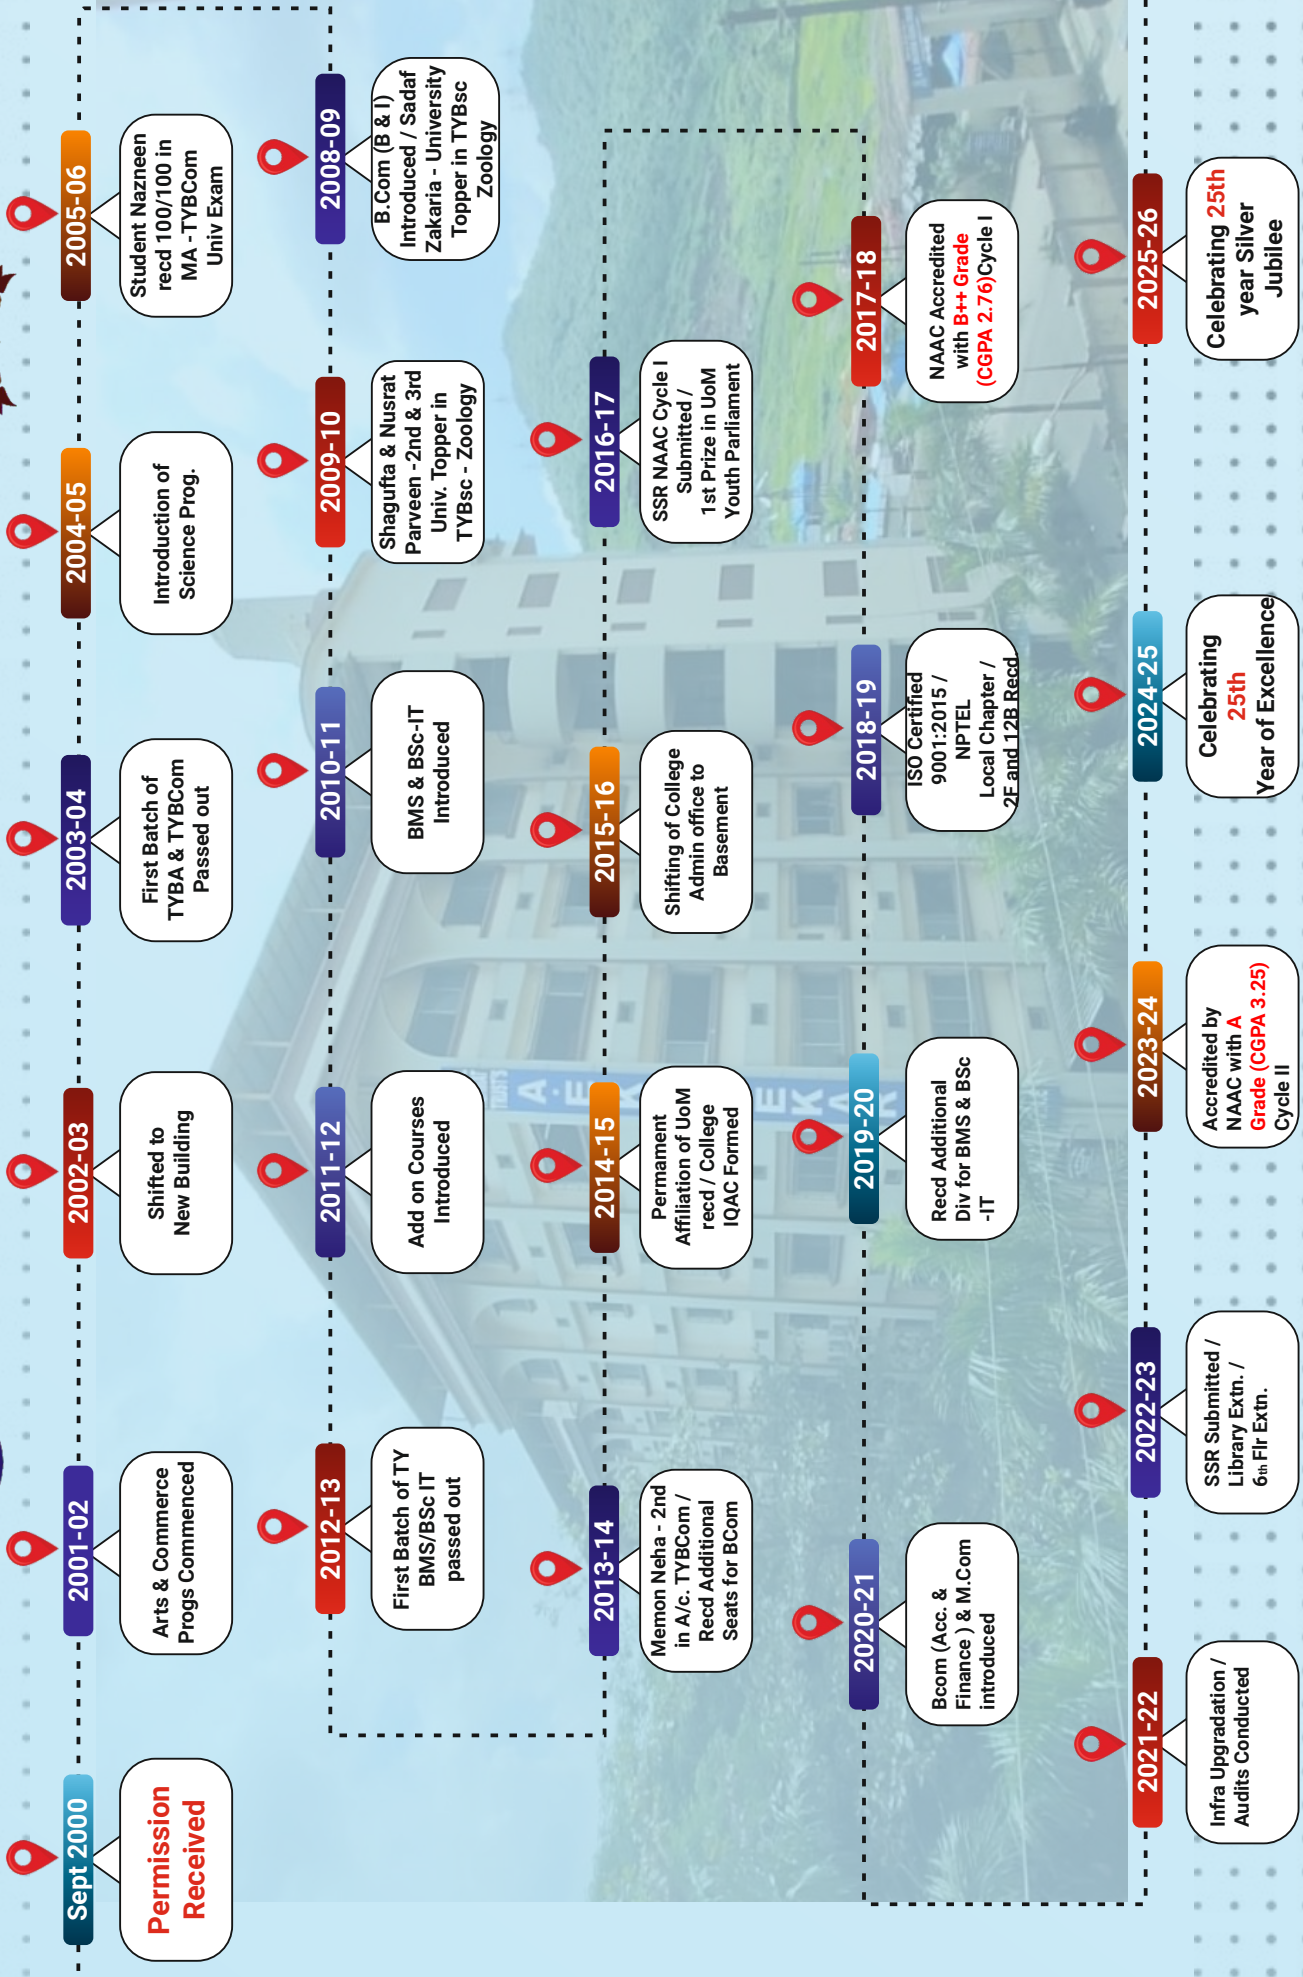 Sept 2000
Permission
Received
2001-02
Arts & Commerce
Progs Commenced
2002-03
Shifted to
New Building
2003-04
First Batch of
TYBA & TYBCom
Passed out
2004-05
Introduction of
Science Prog.
2005-06
Student Nazneen
recd 100/100 in
MA -TYBCom
Univ Exam
2008-09
B.Com (B & I)
Introduced / Sadaf
Zakaria - University
Topper in TYBsc
Zoology
2009-10
Shagufta & Nusrat
Parveen -2nd & 3rd
Univ. Topper in
TYBsc - Zoology
2010-11
BMS & BSc-IT
Introduced
2011-12
Add on Courses
Introduced
2012-13
First Batch of TY
BMS/BSc IT
passed out
2013-14
Memon Neha - 2nd
in A/c. TYBCom /
Recd Additional
Seats for BCom
2014-15
Permament
Affiliation of UoM
recd / College
IQAC Formed
2015-16
Shifting of College
Admin office to
Basement
2016-17
SSR NAAC Cycle I
Submitted /
1st Prize in UoM
Youth Parliament
2017-18
NAAC Accredited
with B++ Grade
(CGPA 2.76)Cycle I
2018-19
ISO Certified
9001:2015 /
NPTEL
Local Chapter /
2F and 12B Recd.
2019-20
Recd Additional
Div for BMS & BSc
-IT
2020-21
Bcom (Acc. &
Finance ) & M.Com
introduced
2021-22
Infra Upgradation /
Audits Conducted
2022-23
SSR Submitted /
Library Extn. /
6th Flr Extn.
2023-24
Accredited by
NAAC with A
Grade (CGPA 3.25)
Cycle II
2024-25
Celebrating
25th
Year of Excellence
2025-26
Celebrating 25th
year Silver
Jubilee